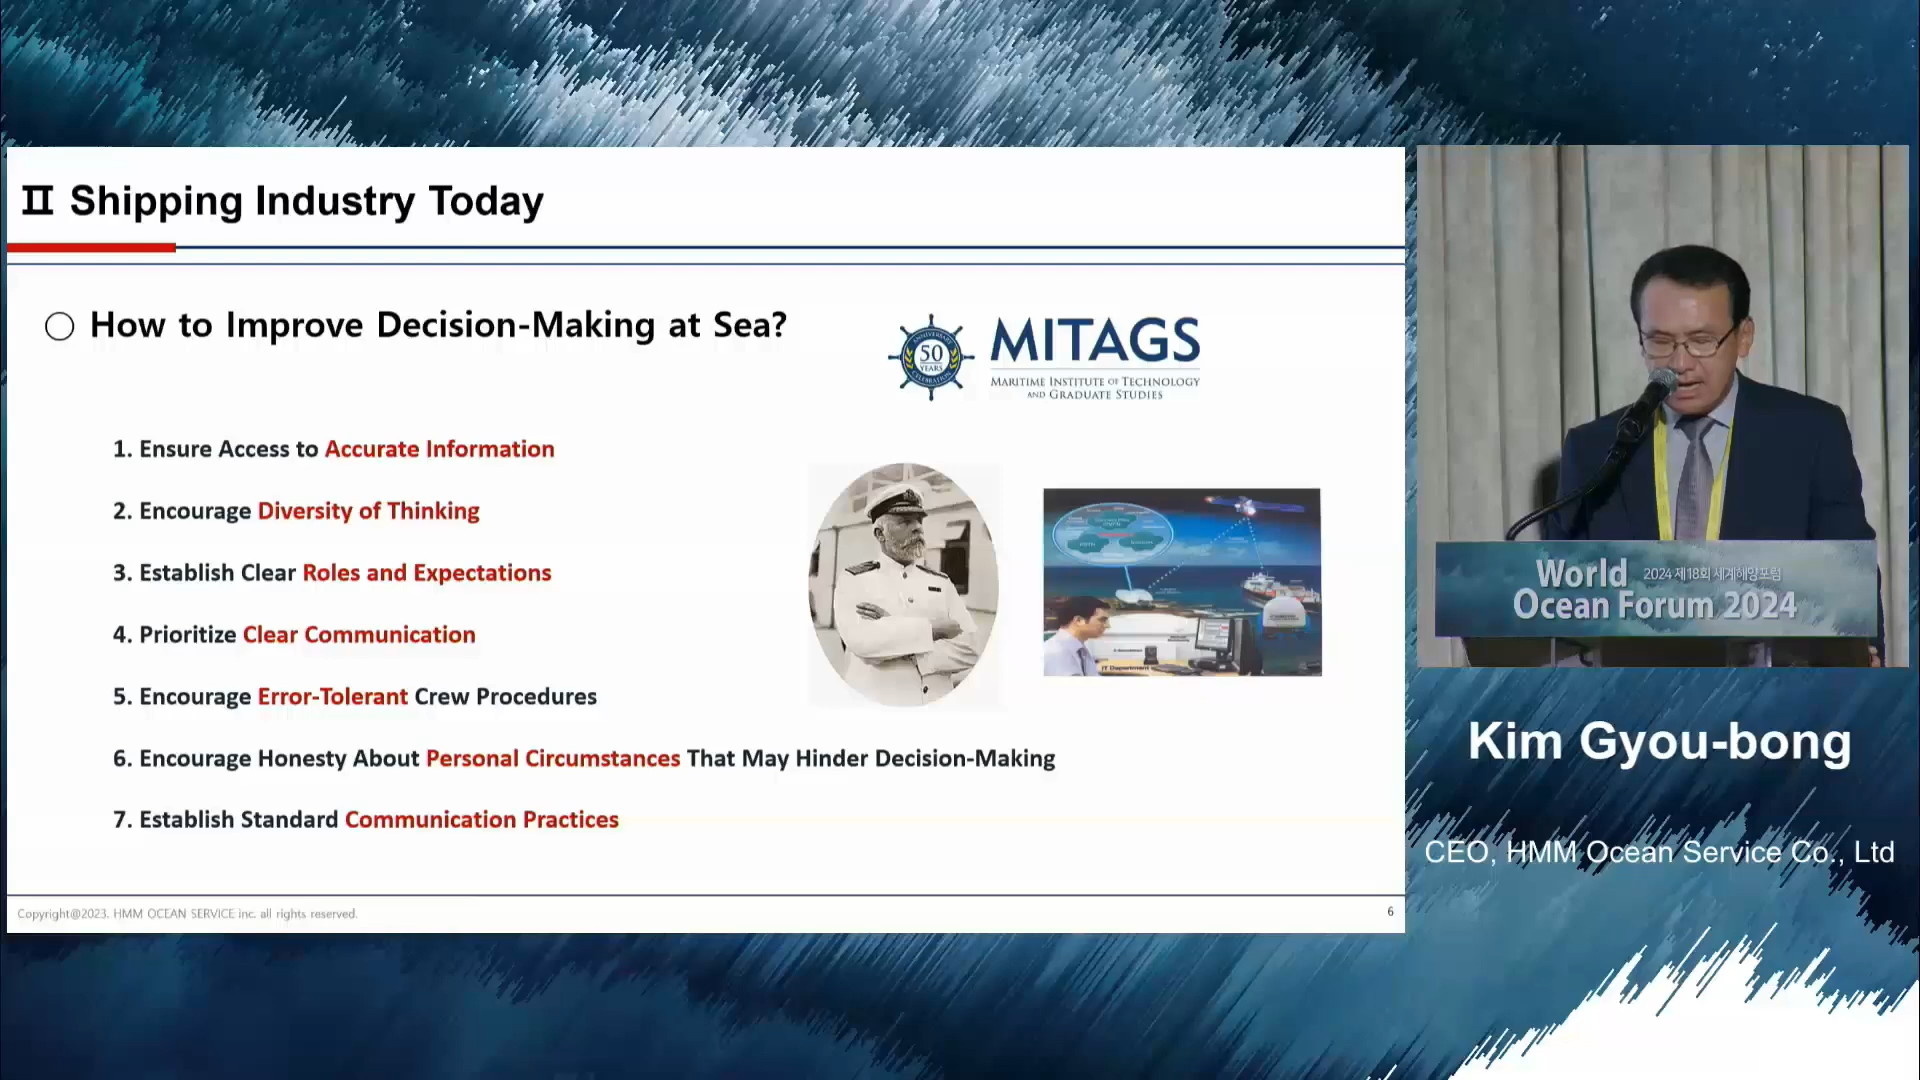 Ⅱ Shipping Industry Today
○ How to Improve Decision-Making at Sea?
ANNIVERSARY
50
YEARS
CELEBRATION
MITAGS
MARITIME INSTITUTE OF TECHNOLOGY
AND GRADUATE STUDIES
1. Ensure Access to Accurate Information
2. Encourage Diversity of Thinking
3. Establish Clear Roles and Expectations
4. Prioritize Clear Communication
5. Encourage Error-Tolerant Crew Procedures
6. Encourage Honesty About Personal Circumstances That May Hinder Decision-Making
7. Establish Standard Communication Practices
IT Department
Copyright@2023. HMM OCEAN SERVICE inc. all rights reserved.
6
World 2024 제18회 세계해양포럼
Ocean Forum 2024
Kim Gyou-bong
CEO, HMM Ocean Service Co., Ltd